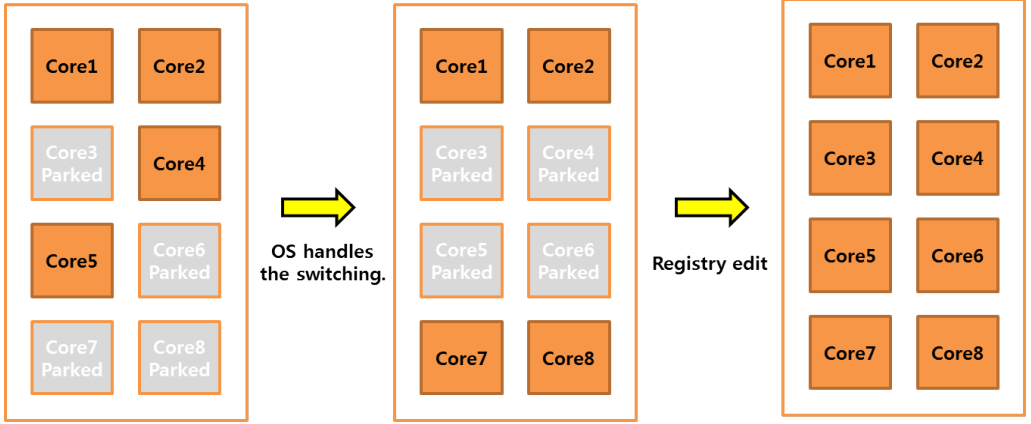 Core1
Core2
Core3
Parked
Core4
Core5
Core6
Parked
Core7
Parked
Core8
Parked
OS handles
the switching.
Core1
Core2
Core3
Parked
Core4
Parked
Core5
Parked
Core6
Parked
Core7
Core8
Registry edit
Core1
Core2
Core3
Core4
Core5
Core6
Core7
Core8